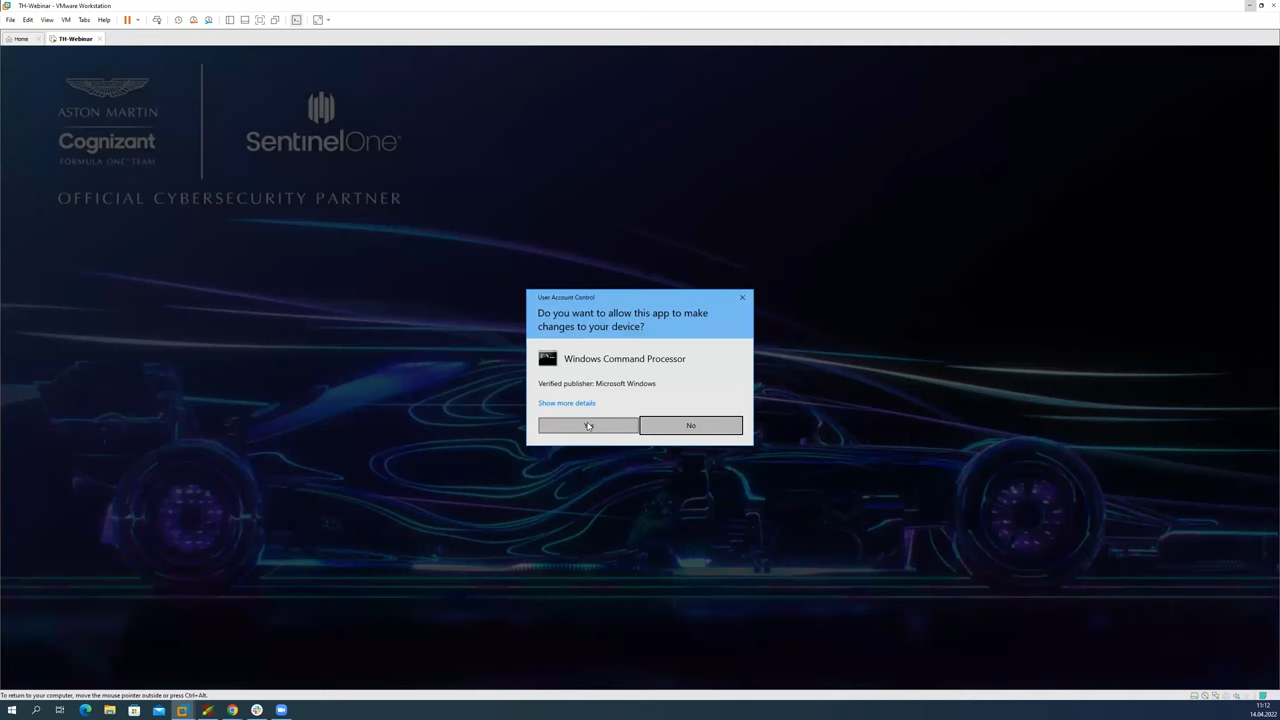 TH-Webinar - VMware Workstation
File Edit View VM Tabs Help
Home TH-Webinar
ASTON MARTIN
Cognizant
FORMULA ONE™ TEAM
SentinelOne®
OFFICIAL CYBERSECURITY PARTNER
User Account Control
Do you want to allow this app to make
changes to your device?
Windows Command Processor
Verified publisher: Microsoft Windows
Show more details
No
To return to your computer, move the mouse pointer outside or press Ctrl+Alt.
11:12
14.04.2022